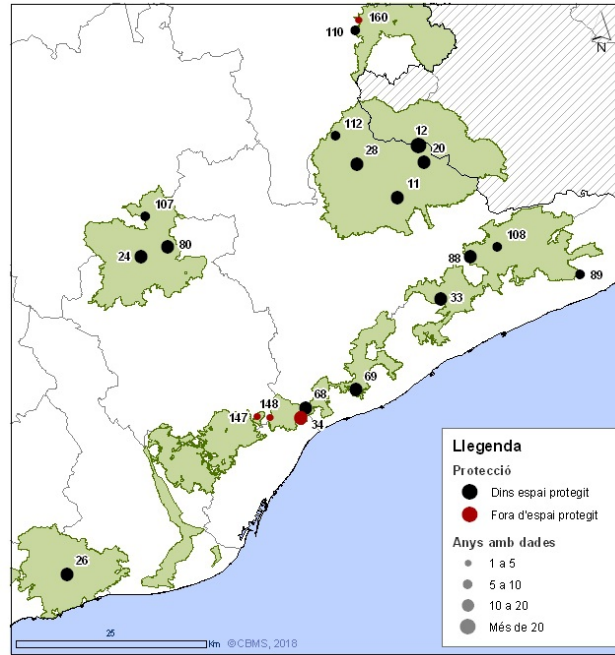 160
110
N
112
12
28
20
11
107
24
80
108
88
89
33
69
68
148
147
34
26
Llegenda
Protecció
Dins espai protegit
Fora d'espai protegit
Anys amb dades
1 a 5
5 a 10
10 a 20
Més de 20
25
Km ©CBMS, 2018